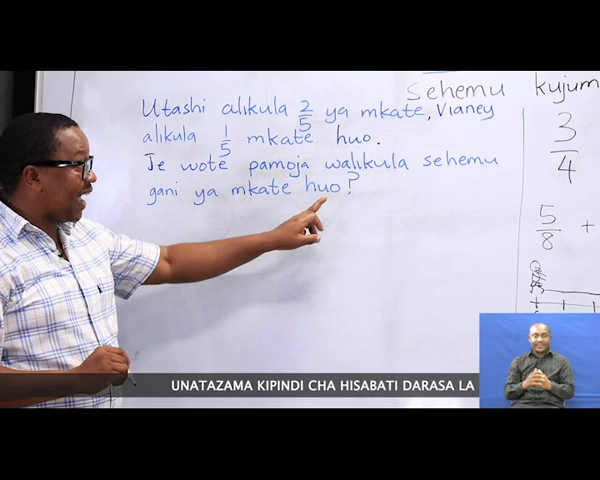 Sehemu kujum
Utashi alikula 2/5 ya mkate, Vianey
alikula 1/5 mkate huo.
Je wote pamoja walikula sehemu
gani ya mkate huo?
3/4
5/8 +
UNATAZAMA KIPINDI CHA HISABATI DARASA LA